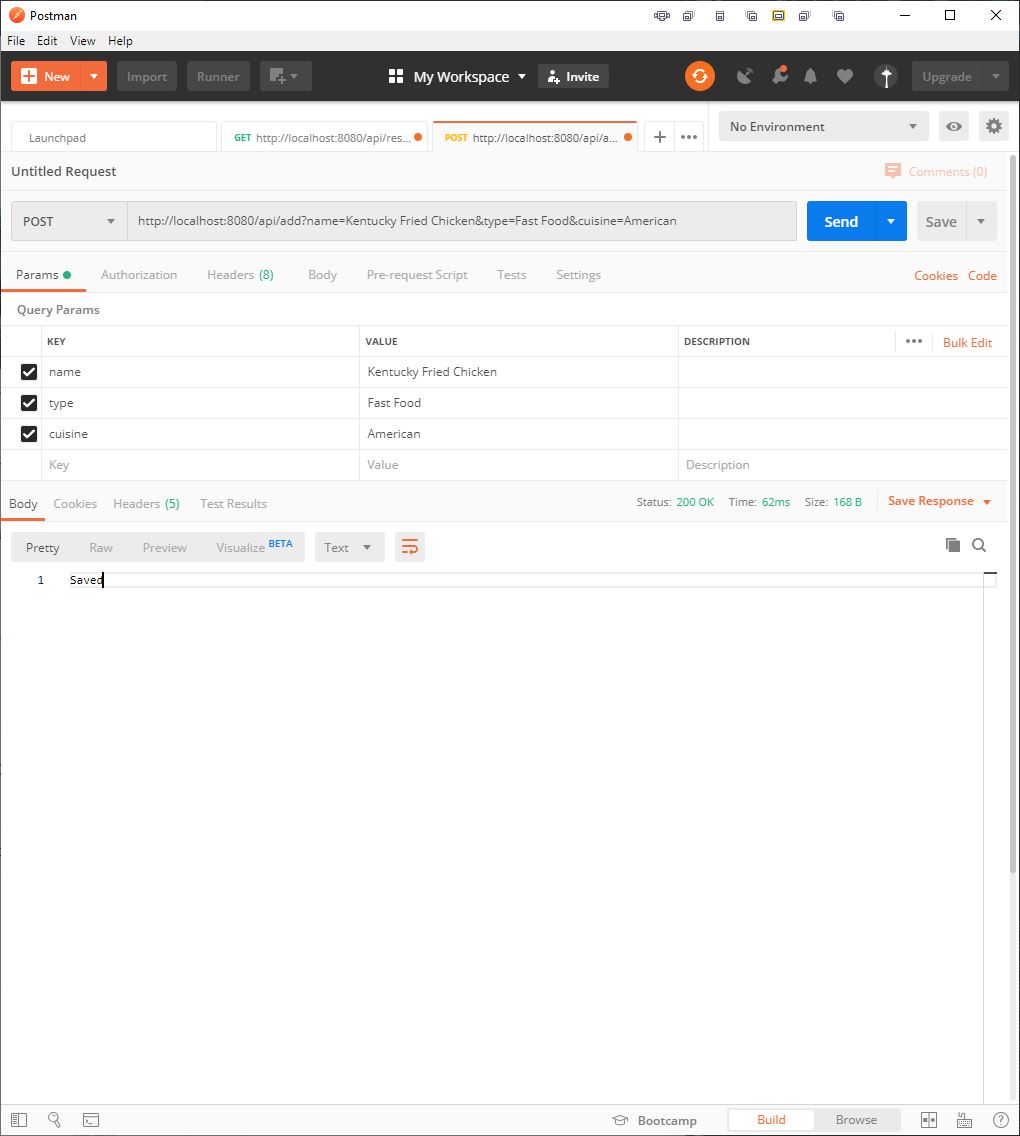 Postman
File Edit View Help
New Import Runner My Workspace Invite Upgrade
Launchpad GET http://localhost:8080/api/res... POST http://localhost:8080/api/a... No Environment
Untitled Request Comments (0)
POST http://localhost:8080/api/add?name=Kentucky Fried Chicken&type=Fast Food&cuisine=American Send Save
Params Authorization Headers (8) Body Pre-request Script Tests Settings Cookies Code
Query Params
KEY VALUE DESCRIPTION Bulk Edit
name Kentucky Fried Chicken
type Fast Food
cuisine American
Key Value Description
Body Cookies Headers (5) Test Results Status: 200 OK Time: 62ms Size: 168 B Save Response
Pretty Raw Preview Visualize BETA Text
1 Saved
Bootcamp Build Browse